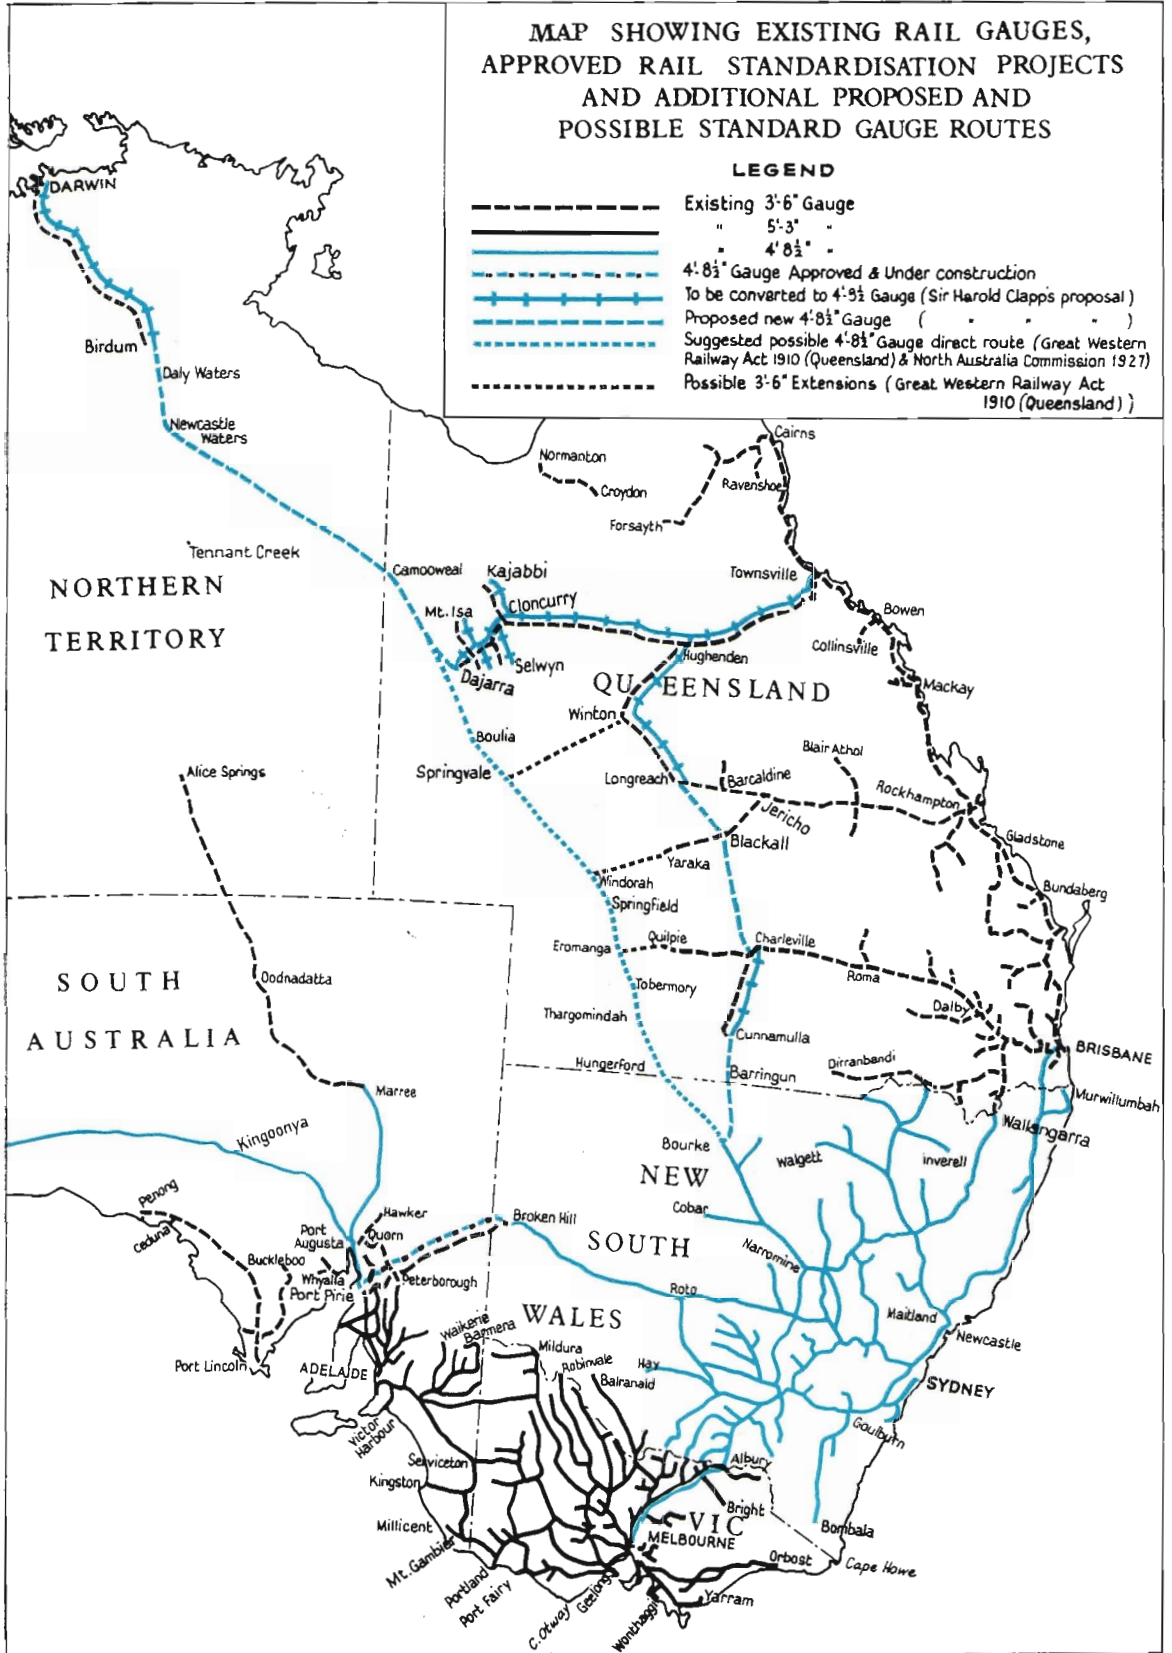 MAP SHOWING EXISTING RAIL GAUGES,
APPROVED RAIL STANDARDISATION PROJECTS
AND ADDITIONAL PROPOSED AND
POSSIBLE STANDARD GAUGE ROUTES
LEGEND
Existing 3'-6" Gauge
" 5'-3" "
" 4'8½" "
4'-8½" Gauge Approved & Under construction
To be converted to 4'-9½ Gauge (Sir Harold Clapp's proposal)
Proposed new 4'-8½" Gauge ( " " " )
Suggested possible 4'-8½" Gauge direct route (Great Western
Railway Act 1910 (Queensland) & North Australia Commission 1927)
Possible 3'-6" Extensions (Great Western Railway Act
1910 (Queensland))
DARWIN
Birdum
Daly Waters
Newcastle
Waters
Cairns
Normanton
Croydon
Ravenshoe
Forsayth
Tennant Creek
Camooweal
Kajabbi
Townsville
NORTHERN
TERRITORY
Mt. Isa
Cloncurry
Bowen
Collinsville
Hughenden
Selwyn
Dajarra
QUEENSLAND
Mackay
Winton
Boulia
Springvale
Blair Athol
Longreach
Barcaldine
Rockhampton
Jericho
Alice Springs
Blackall
Gladstone
Yaraka
Windorah
Springfield
Bundaberg
Eromanga
Quilpie
Charleville
Roma
SOUTH
AUSTRALIA
Oodnadatta
Tobermory
Thargomindah
Dalby
Cunnamulla
BRISBANE
Hungerford
Barringun
Dirranbandi
Marree
Murwillumbah
Wallangarra
Kingoonya
Bourke
Walgett
Inverell
NEW
SOUTH
WALES
Penong
Ceduna
Hawker
Port
Augusta
Quorn
Broken Hill
Cobar
Narromine
Buckleboo
Whyalla
Port Pirie
Peterborough
Roto
Maitland
Newcastle
Waikerie
Barmera
Mildura
Robinvale
Balranald
Hay
Port Lincoln
ADELAIDE
SYDNEY
Victor
Harbour
Goulburn
Serviceton
Kingston
Albury
Bright
Millicent
VIC
MELBOURNE
Bombala
Mt. Gambier
Orbost
Cape Howe
Portland
Port Fairy
C. Otway
Geelong
Wonthaggi
Yarram